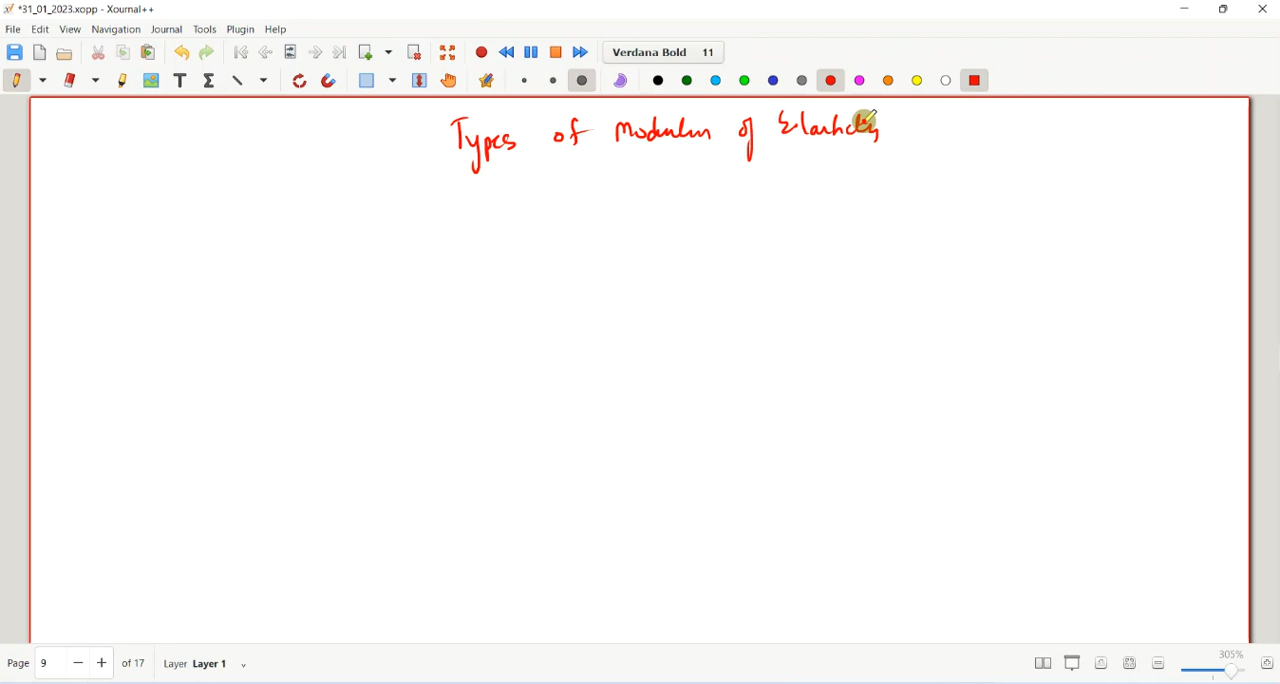 *31_01_2023.xopp - Xournal++
File Edit View Navigation Journal Tools Plugin Help
Verdana Bold 11
T Σ
Types of Modulus of Elasticity
Page 9 of 17 Layer Layer 1 305%